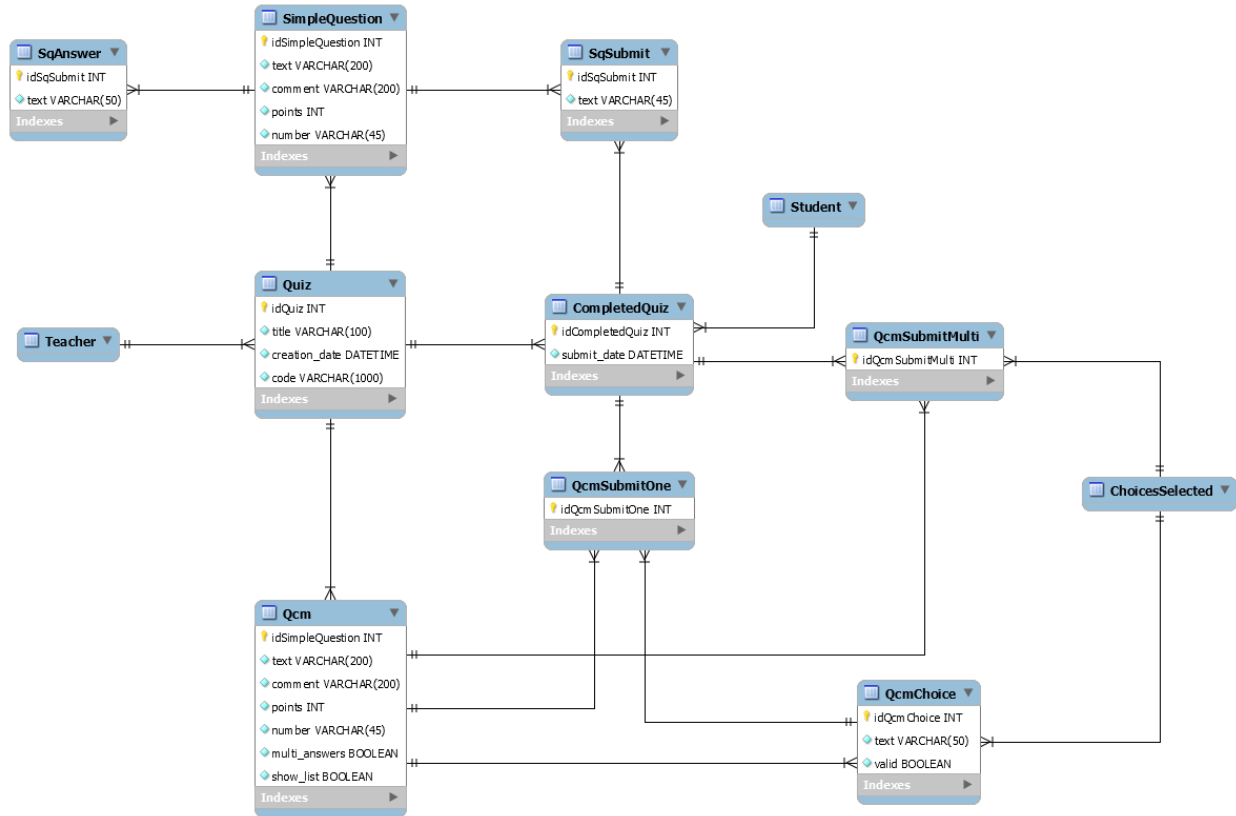 SimpleQuestion
idSimpleQuestion INT
text VARCHAR(200)
comment VARCHAR(200)
points INT
number VARCHAR(45)
Indexes
SqAnswer
idSqSubmit INT
text VARCHAR(50)
Indexes
SqSubmit
idSqSubmit INT
text VARCHAR(45)
Indexes
Student
Quiz
idQuiz INT
title VARCHAR(100)
creation_date DATETIME
code VARCHAR(1000)
Indexes
Teacher
CompletedQuiz
idCompletedQuiz INT
submit_date DATETIME
Indexes
QcmSubmitMulti
idQcmSubmitMulti INT
Indexes
QcmSubmitOne
idQcmSubmitOne INT
Indexes
ChoicesSelected
Qcm
idSimpleQuestion INT
text VARCHAR(200)
comment VARCHAR(200)
points INT
number VARCHAR(45)
multi_answers BOOLEAN
show_list BOOLEAN
Indexes
QcmChoice
idQcmChoice INT
text VARCHAR(50)
valid BOOLEAN
Indexes